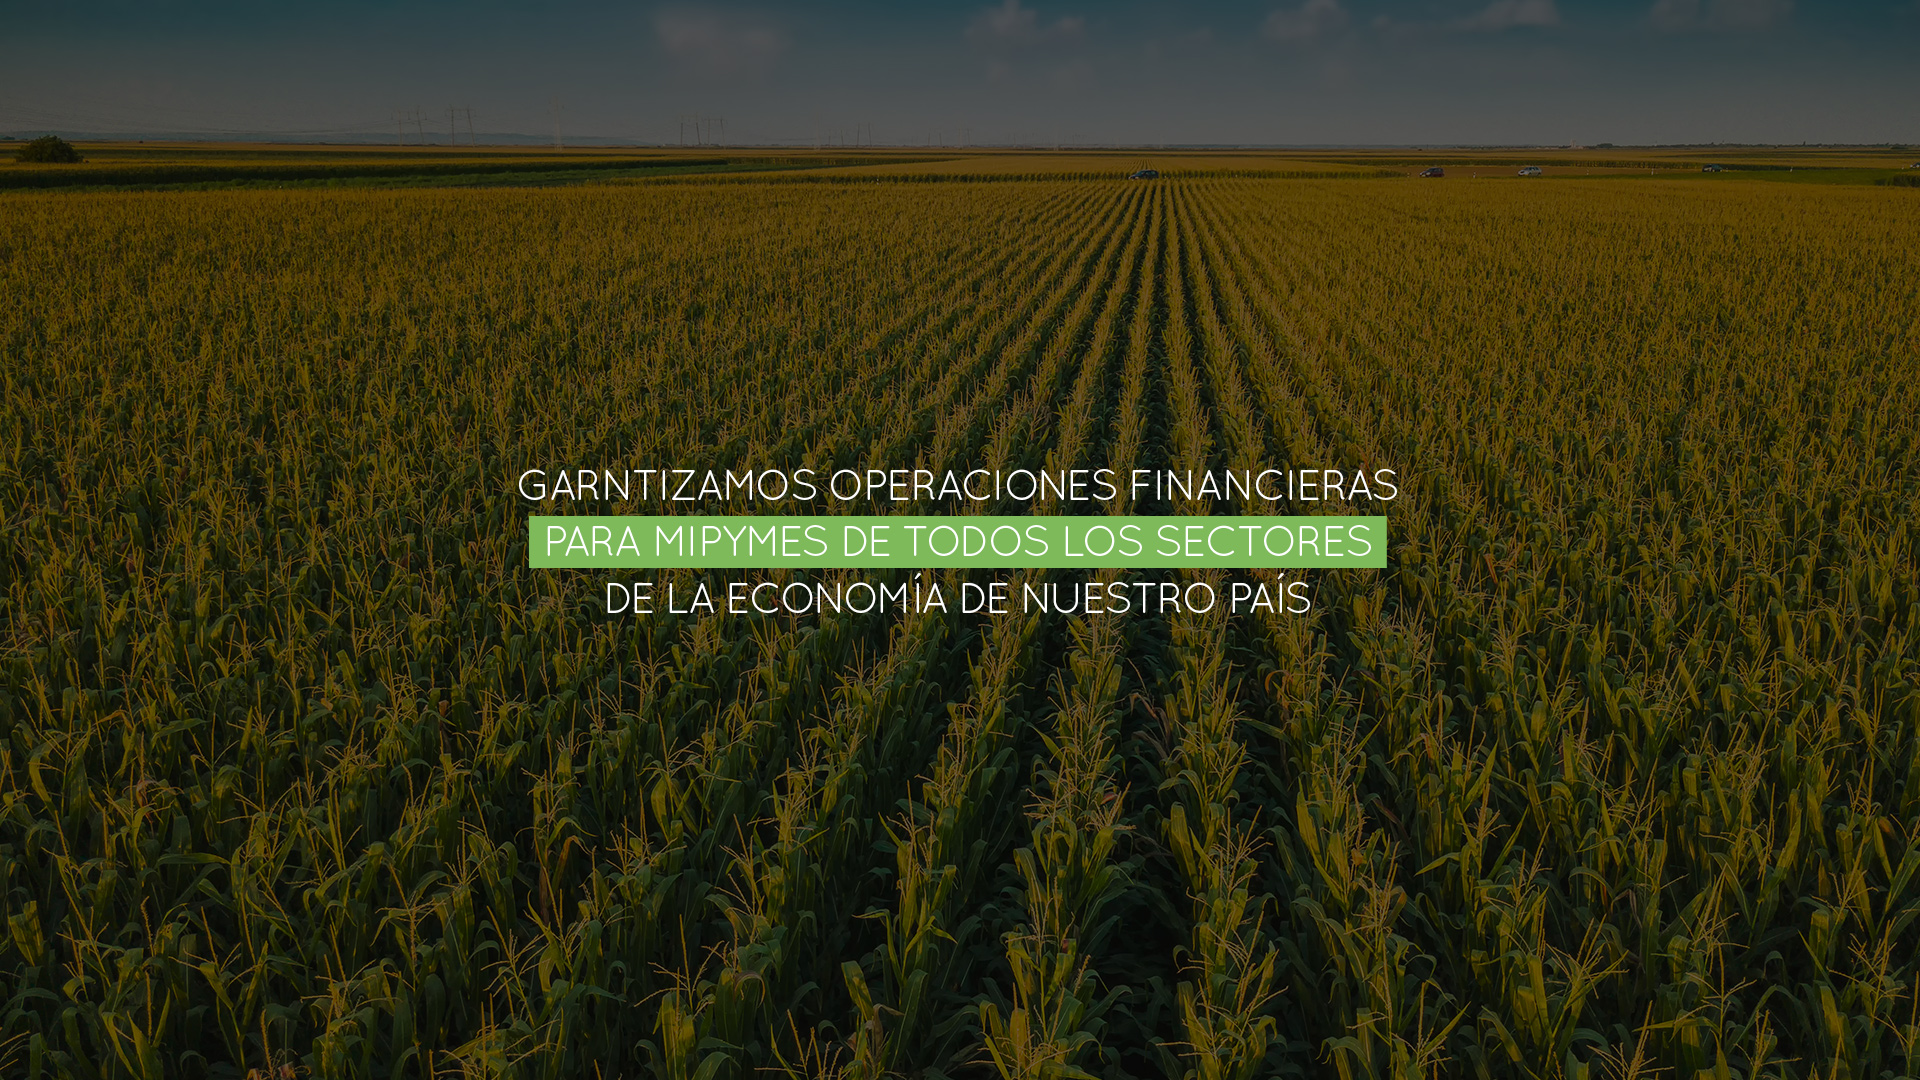 GARNTIZAMOS OPERACIONES FINANCIERAS
PARA MIPYMES DE TODOS LOS SECTORES
DE LA ECONOMÍA DE NUESTRO PAÍS